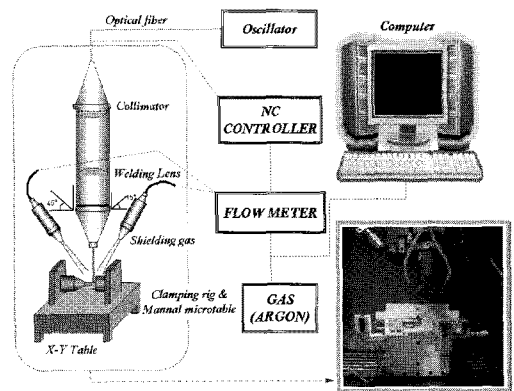 Optical fiber
Oscillator
Computer
Collimator
NC
CONTROLLER
Welding Lens
45°
45°
FLOW METER
Shielding gas
Clamping rig &
Manual microtable
GAS
(ARGON)
X-Y Table